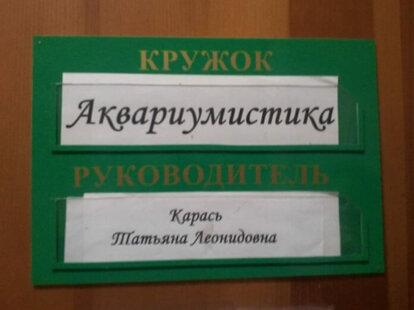 КРУЖОК
Аквариумистика
РУКОВОДИТЕЛЬ
Карась
Татьяна Леонидовна